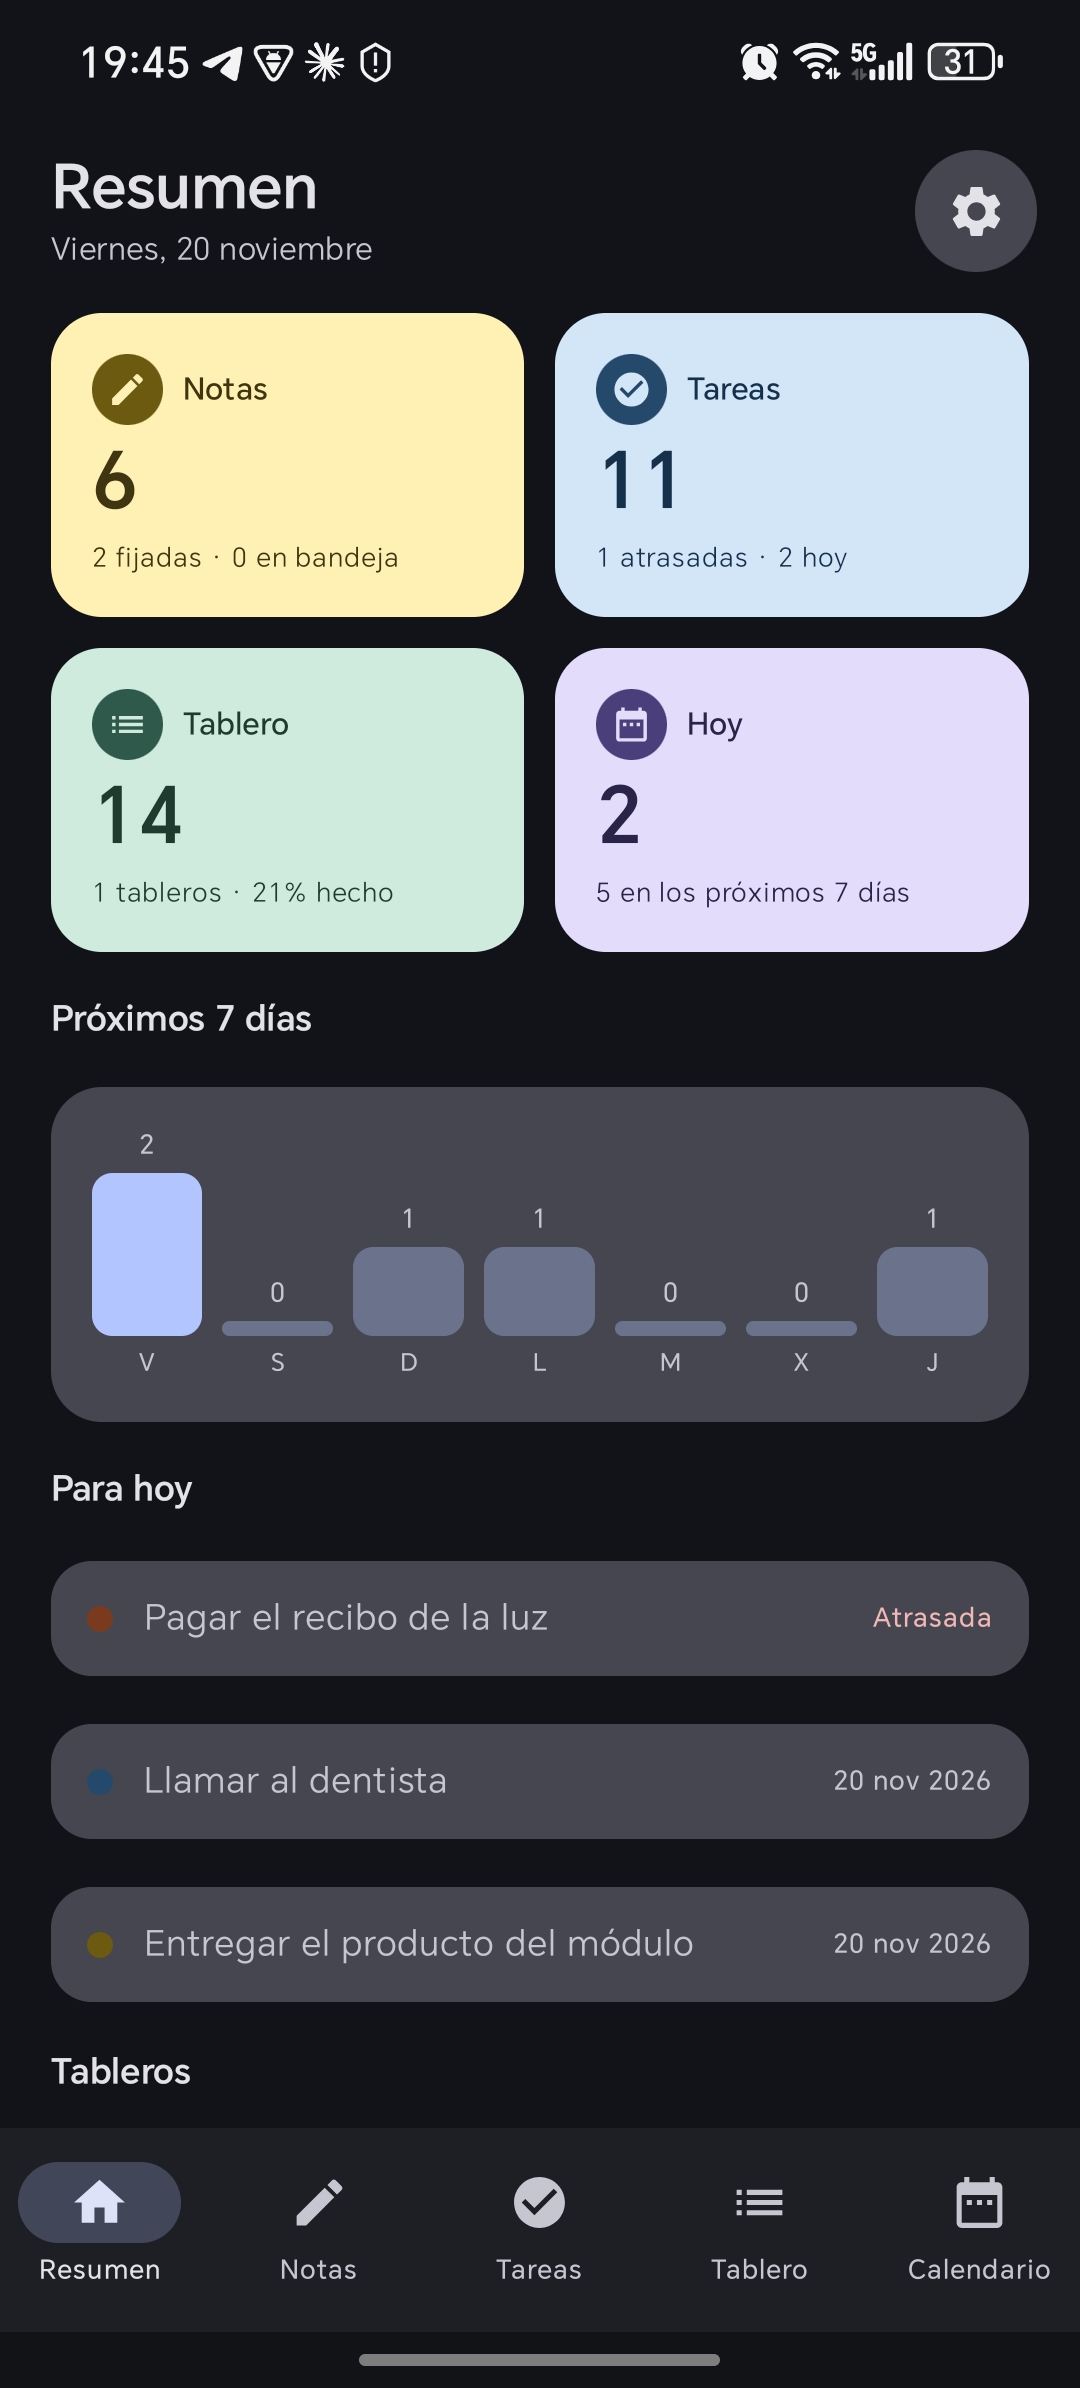 19:45
5G
31
Resumen
Viernes, 20 noviembre
Notas
6
2 fijadas · 0 en bandeja
Tareas
11
1 atrasadas · 2 hoy
Tablero
14
1 tableros · 21% hecho
Hoy
2
5 en los próximos 7 días
Próximos 7 días
2 0 1 1 0 0 1
V S D L M X J
Para hoy
Pagar el recibo de la luz Atrasada
Llamar al dentista 20 nov 2026
Entregar el producto del módulo 20 nov 2026
Tableros
Resumen Notas Tareas Tablero Calendario